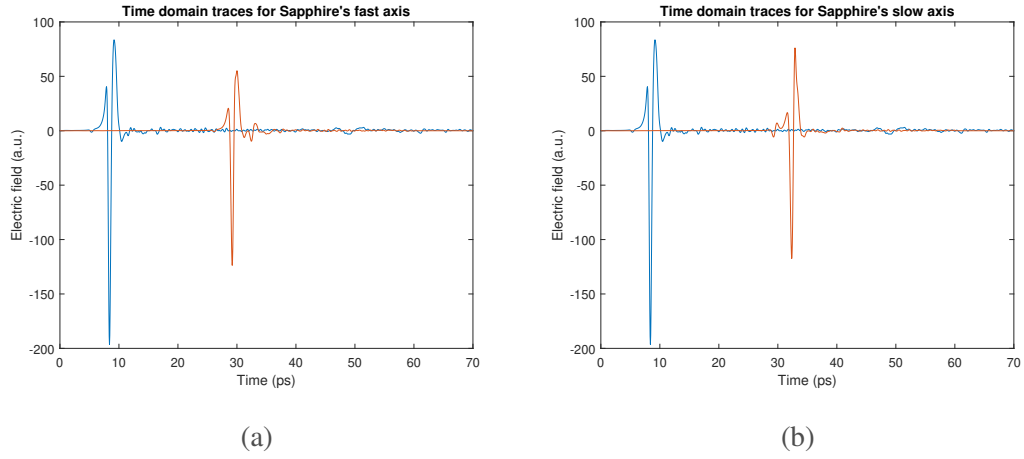 Time domain traces for Sapphire's fast axis
100
50
0
-50
-100
-150
-200
Electric field (a.u.)
0 10 20 30 40 50 60 70
Time (ps)
(a)
Time domain traces for Sapphire's slow axis
100
50
0
-50
-100
-150
-200
Electric field (a.u.)
0 10 20 30 40 50 60 70
Time (ps)
(b)